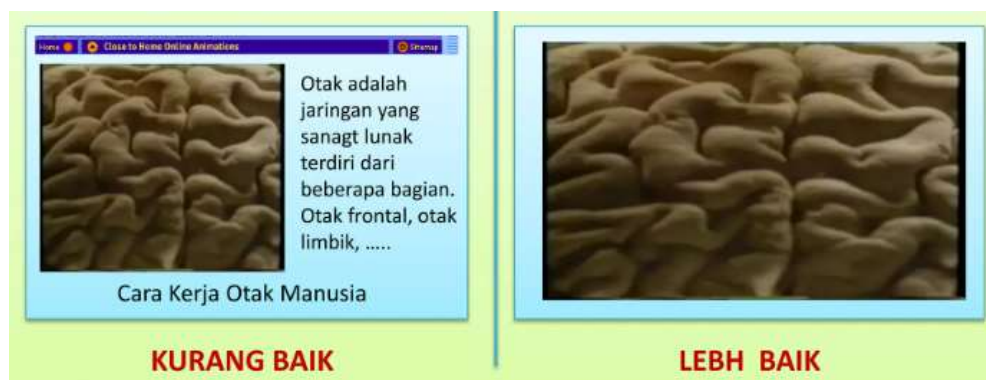 Home
Close to Home Online Animations
Sitemap
Otak adalah
jaringan yang
sanagt lunak
terdiri dari
beberapa bagian.
Otak frontal, otak
limbik, .....
Cara Kerja Otak Manusia
KURANG BAIK
LEBH BAIK